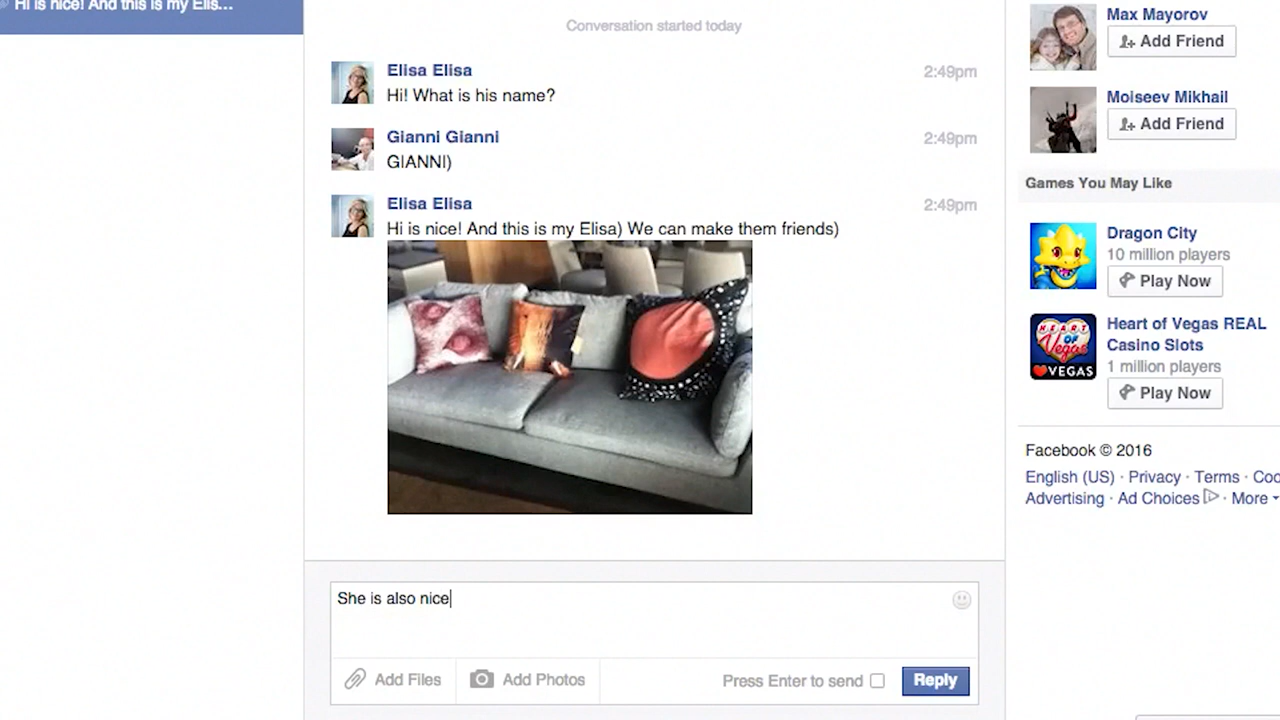 Hi is nice! And this is my Elis...
Conversation started today
Elisa Elisa
2:49pm
Hi! What is his name?
Gianni Gianni
2:49pm
GIANNI)
Elisa Elisa
2:49pm
Hi is nice! And this is my Elisa) We can make them friends)
She is also nice
Add Files
Add Photos
Press Enter to send
Reply
Max Mayorov
Add Friend
Moiseev Mikhail
Add Friend
Games You May Like
Dragon City
10 million players
Play Now
HEART
OF
Vegas
VEGAS
Heart of Vegas REAL
Casino Slots
1 million players
Play Now
Facebook © 2016
English (US) · Privacy · Terms · Coo
Advertising · Ad Choices · More